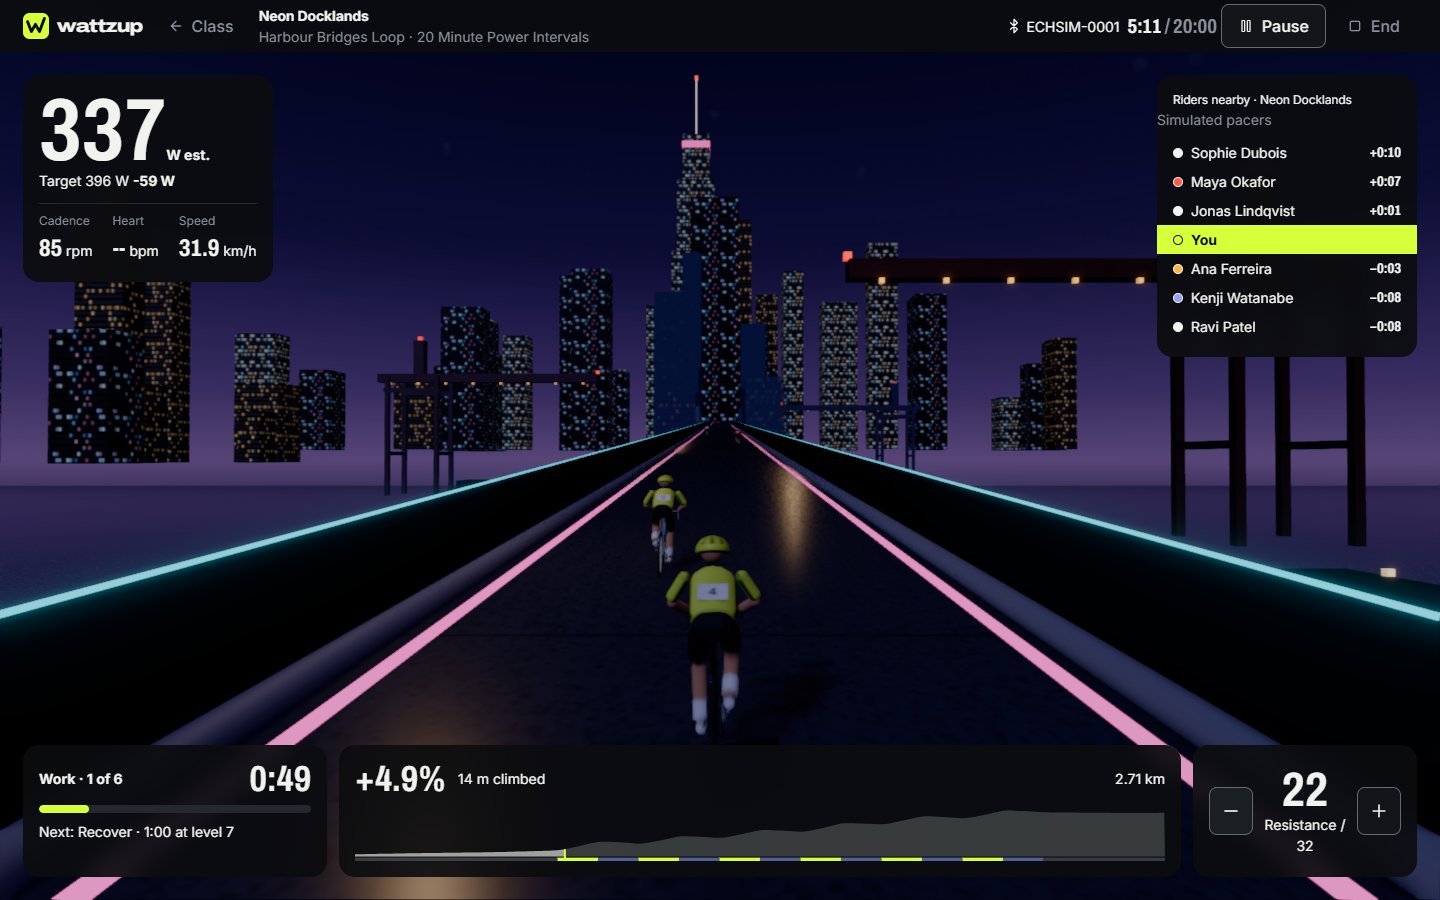 wattzup
← Class
Neon Docklands
Harbour Bridges Loop · 20 Minute Power Intervals
ECHSIM-0001 5:11 / 20:00
Pause
End
337 W est.
Target 396 W -59 W
Cadence Heart Speed
85 rpm -- bpm 31.9 km/h
Riders nearby · Neon Docklands
Simulated pacers
Sophie Dubois +0:10
Maya Okafor +0:07
Jonas Lindqvist +0:01
You
Ana Ferreira −0:03
Kenji Watanabe −0:08
Ravi Patel −0:08
4
Work · 1 of 6 0:49
Next: Recover · 1:00 at level 7
+4.9% 14 m climbed 2.71 km
− 22 +
Resistance /
32